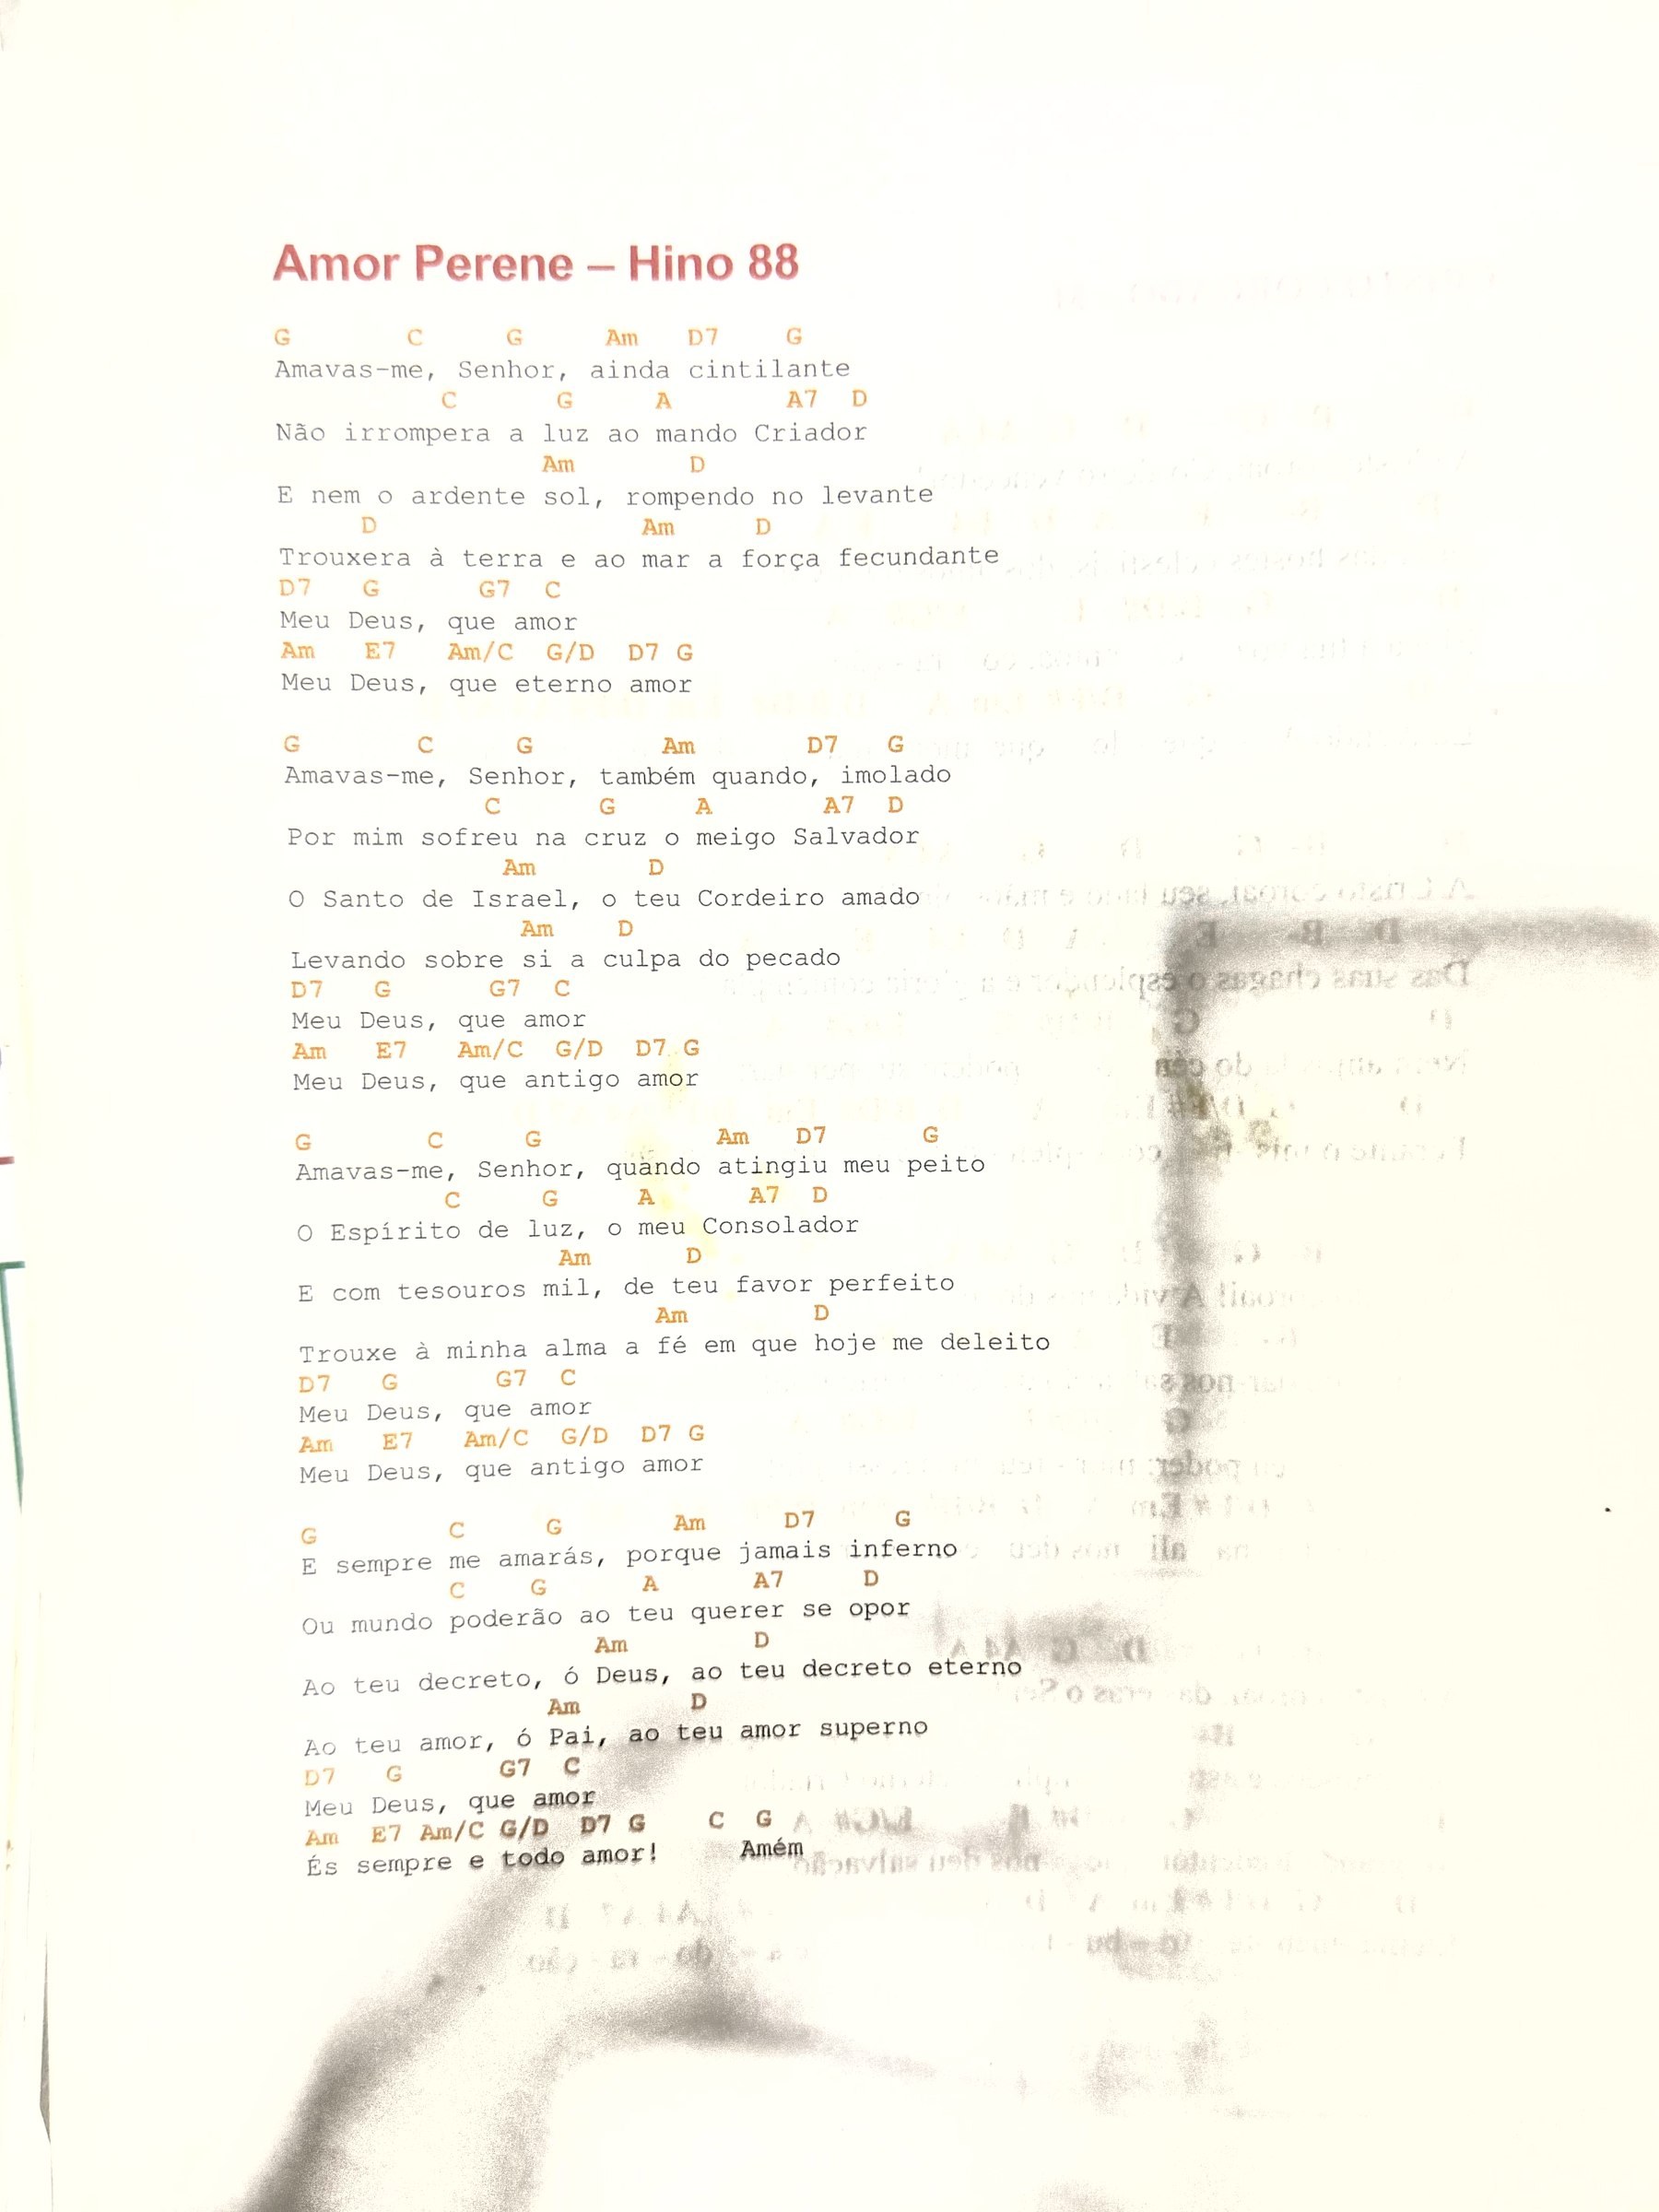 Amor Perene – Hino 88
G C G Am D7 G
Amavas-me, Senhor, ainda cintilante
C G A A7 D
Não irrompera a luz ao mando Criador
Am D
E nem o ardente sol, rompendo no levante
D Am D
Trouxera à terra e ao mar a força fecundante
D7 G G7 C
Meu Deus, que amor
Am E7 Am/C G/D D7 G
Meu Deus, que eterno amor
G C G Am D7 G
Amavas-me, Senhor, também quando, imolado
C G A A7 D
Por mim sofreu na cruz o meigo Salvador
Am D
O Santo de Israel, o teu Cordeiro amado
Am D
Levando sobre si a culpa do pecado
D7 G G7 C
Meu Deus, que amor
Am E7 Am/C G/D D7 G
Meu Deus, que antigo amor
G C G Am D7 G
Amavas-me, Senhor, quando atingiu meu peito
C G A A7 D
O Espírito de luz, o meu Consolador
Am D
E com tesouros mil, de teu favor perfeito
Am D
Trouxe à minha alma a fé em que hoje me deleito
D7 G G7 C
Meu Deus, que amor
Am E7 Am/C G/D D7 G
Meu Deus, que antigo amor
G C G Am D7 G
E sempre me amarás, porque jamais inferno
C G A A7 D
Ou mundo poderão ao teu querer se opor
Am D
Ao teu decreto, ó Deus, ao teu decreto eterno
Am D
Ao teu amor, ó Pai, ao teu amor superno
D7 G G7 C
Meu Deus, que amor
Am E7 Am/C G/D D7 G C G
És sempre e todo amor! Amém